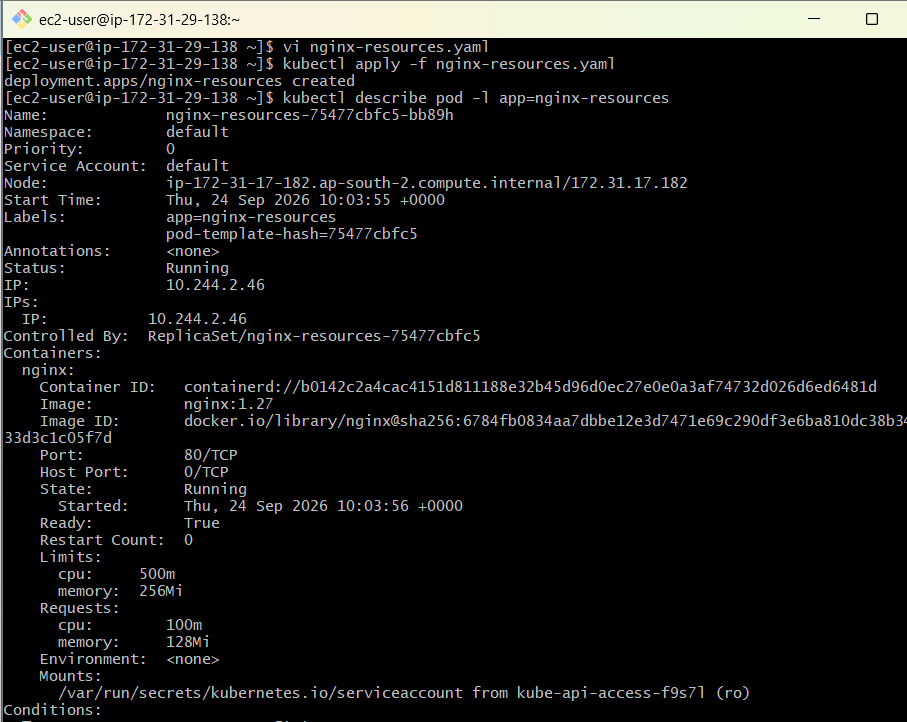 ec2-user@ip-172-31-29-138:~
[ec2-user@ip-172-31-29-138 ~]$ vi nginx-resources.yaml
[ec2-user@ip-172-31-29-138 ~]$ kubectl apply -f nginx-resources.yaml
deployment.apps/nginx-resources created
[ec2-user@ip-172-31-29-138 ~]$ kubectl describe pod -l app=nginx-resources
Name:             nginx-resources-75477cbfc5-bb89h
Namespace:        default
Priority:         0
Service Account:  default
Node:             ip-172-31-17-182.ap-south-2.compute.internal/172.31.17.182
Start Time:       Thu, 24 Sep 2026 10:03:55 +0000
Labels:           app=nginx-resources
                  pod-template-hash=75477cbfc5
Annotations:      <none>
Status:           Running
IP:               10.244.2.46
IPs:
  IP:           10.244.2.46
Controlled By:  ReplicaSet/nginx-resources-75477cbfc5
Containers:
  nginx:
    Container ID:   containerd://b0142c2a4cac4151d811188e32b45d96d0ec27e0e0a3af74732d026d6ed6481d
    Image:          nginx:1.27
    Image ID:       docker.io/library/nginx@sha256:6784fb0834aa7dbbe12e3d7471e69c290df3e6ba810dc38b34
33d3c1c05f7d
    Port:           80/TCP
    Host Port:      0/TCP
    State:          Running
      Started:      Thu, 24 Sep 2026 10:03:56 +0000
    Ready:          True
    Restart Count:  0
    Limits:
      cpu:     500m
      memory:  256Mi
    Requests:
      cpu:        100m
      memory:     128Mi
    Environment:  <none>
    Mounts:
      /var/run/secrets/kubernetes.io/serviceaccount from kube-api-access-f9s7l (ro)
Conditions: